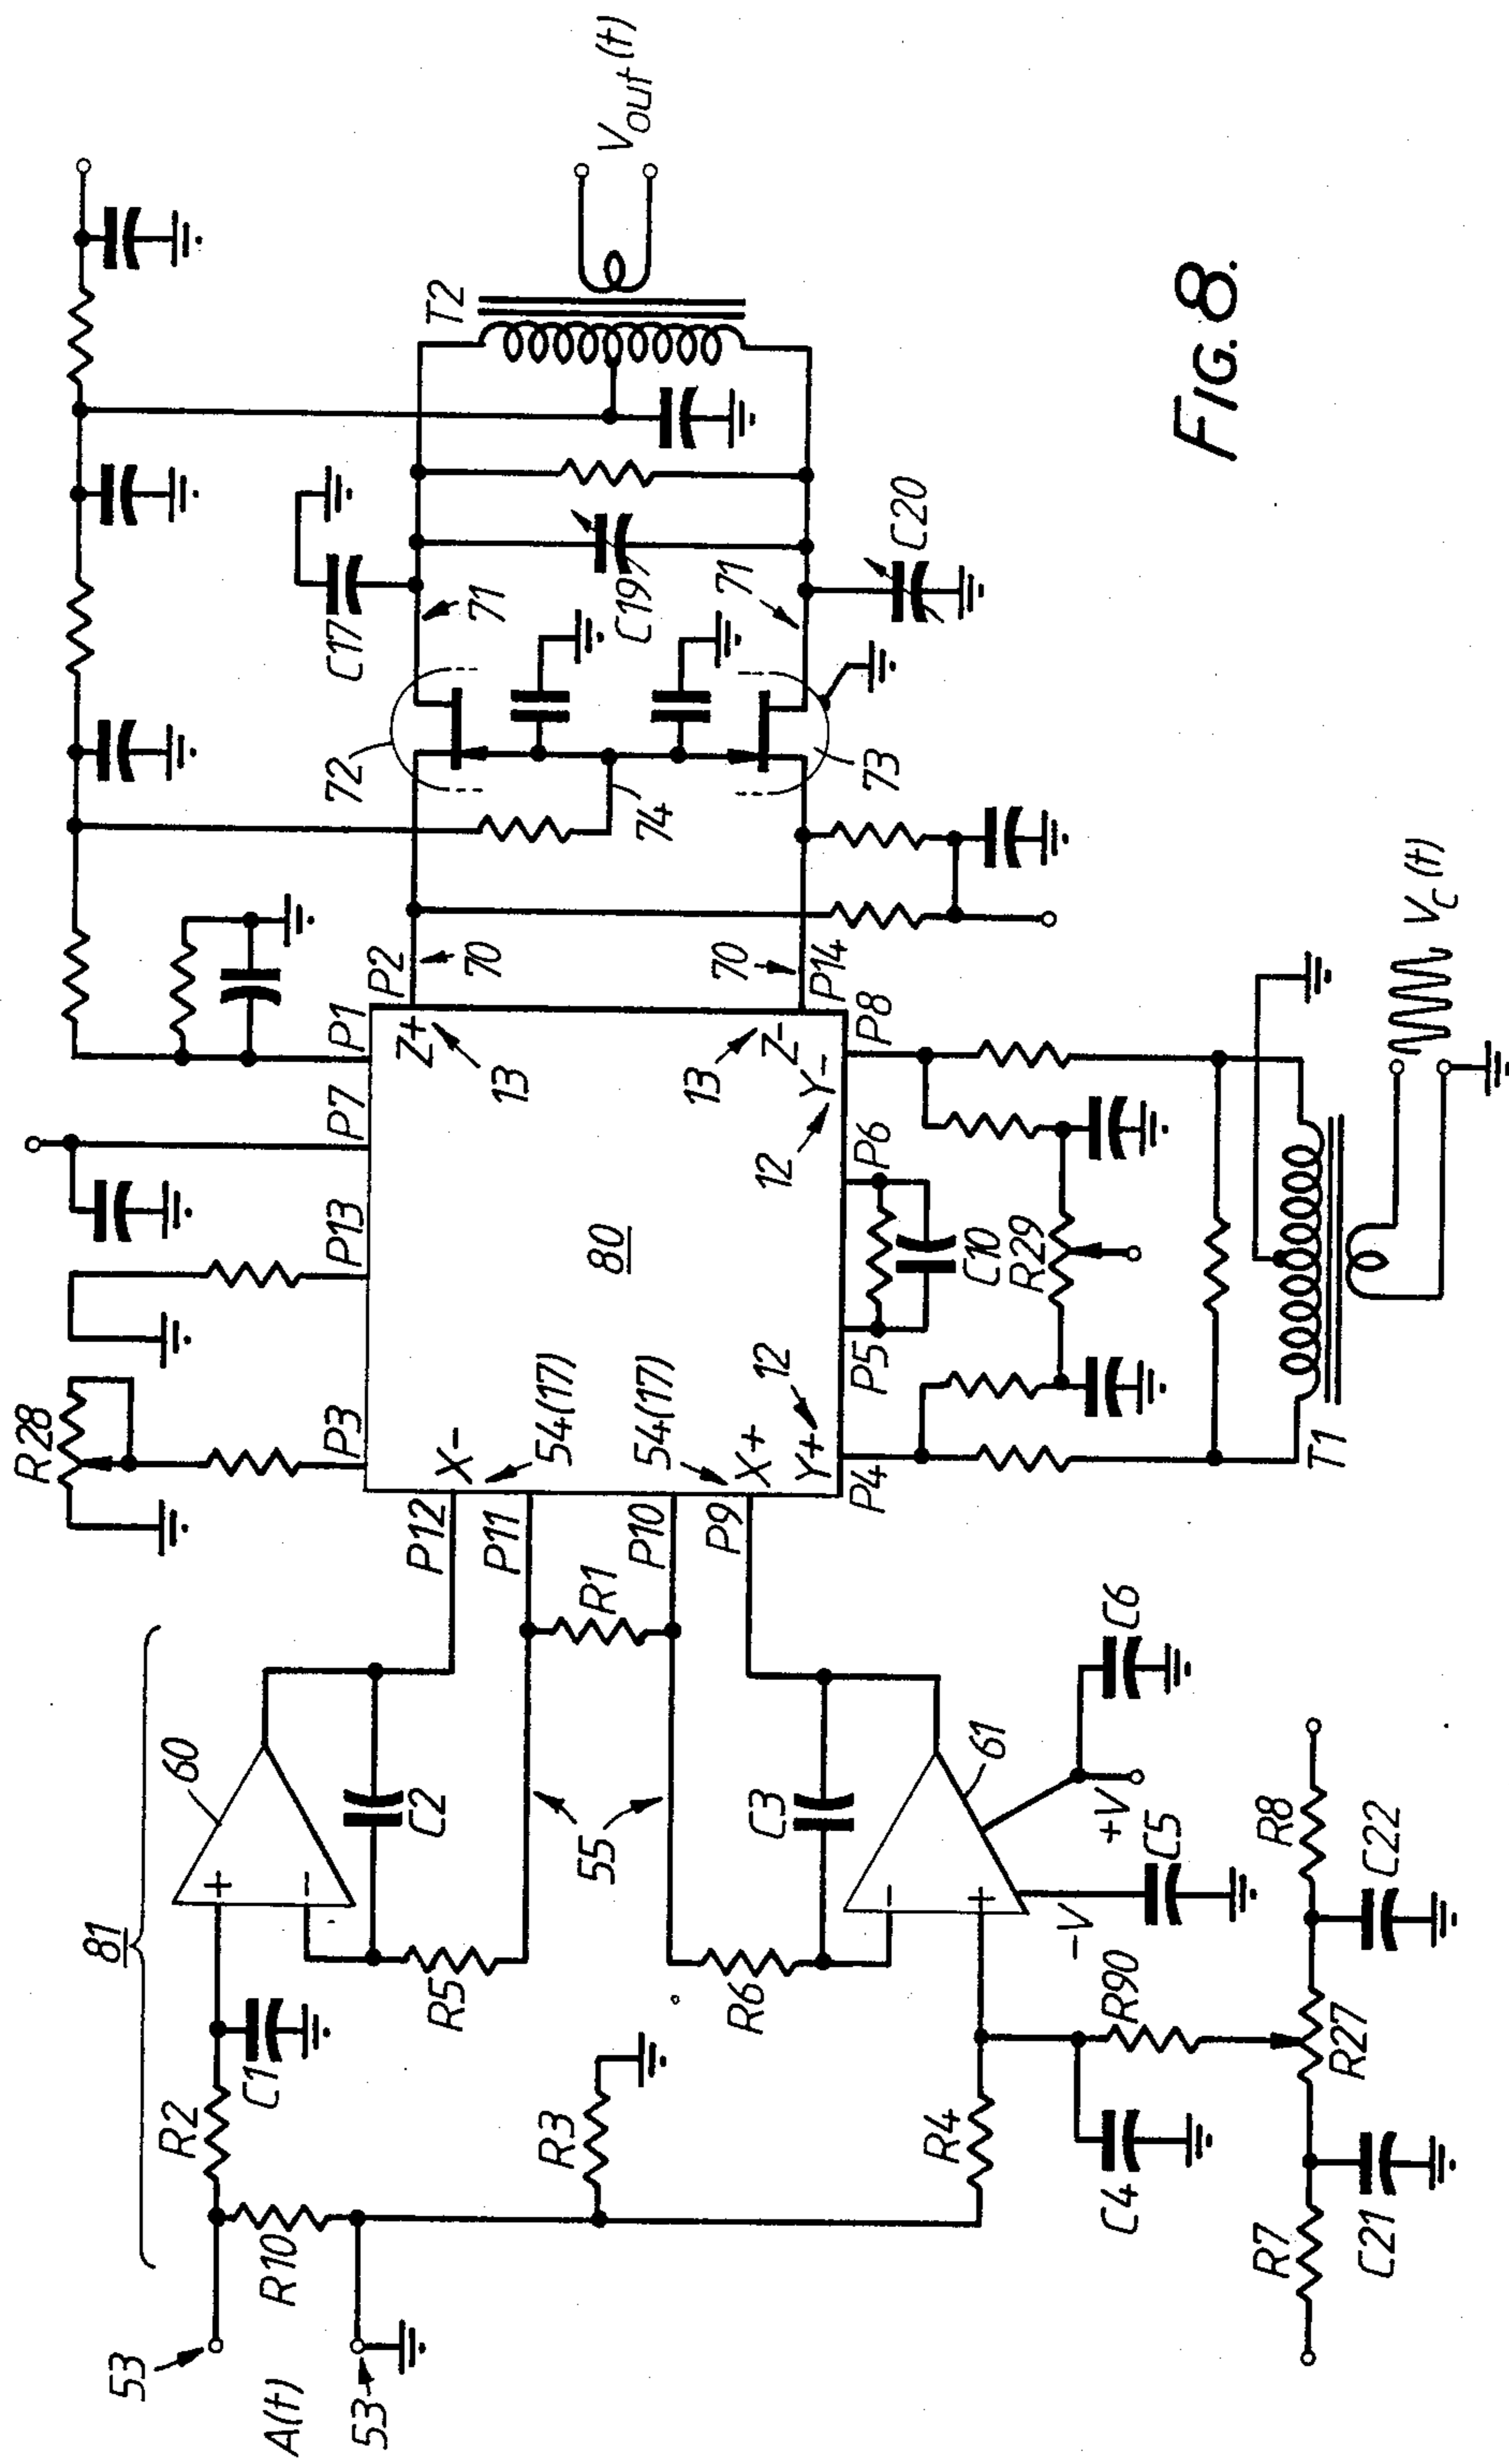 R28
P3
P13
P7
P1
P2
Z+
13
70
72
74
C17
71
T2
Vout(t)
81
60
R2
C1
R10
53
A(t)
53
C2
R5
55
P12
X-
P11
54(17)
R1
P10
54(17)
P9
X+
80
13
Z-
70
P14
73
C19
71
C20
R3
R6
C3
61
+
-
-
+
R4
C4
R90
-V
+V
C5
C6
R7
C21
R27
C22
R8
Y+
12
P4
P5
P6
12
Y-
P8
C10
R29
T1
Vc(t)
FIG. 8.